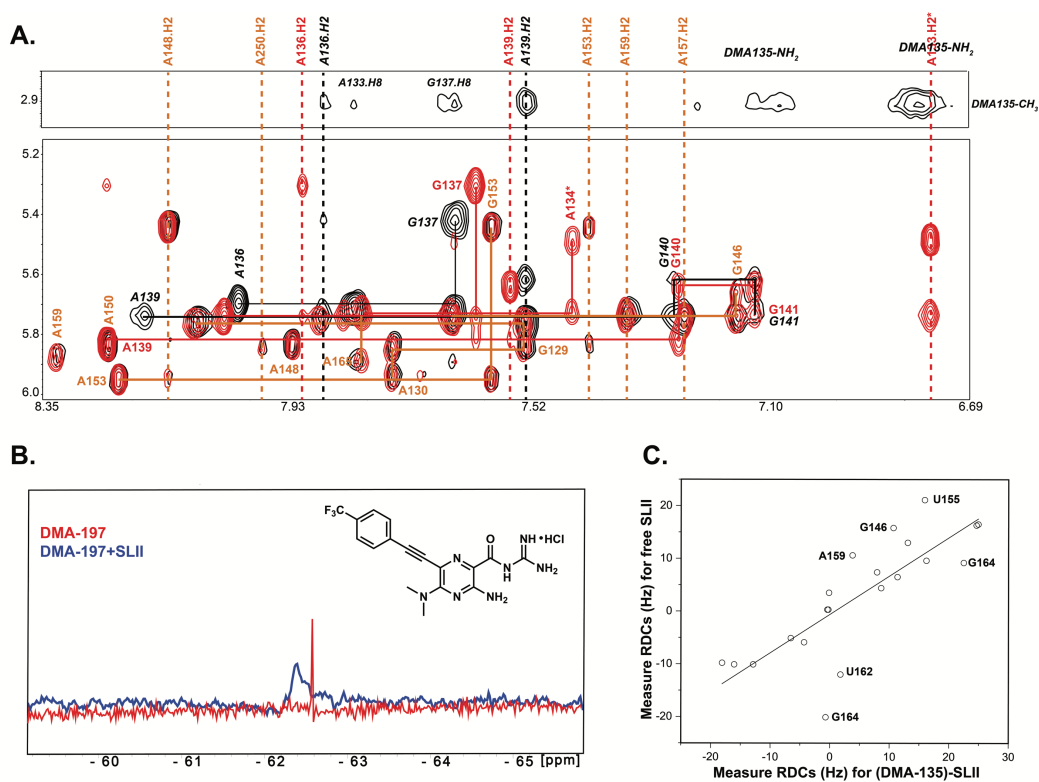 A.
A148.H2
A250.H2
A136.H2
A136.H2
A139.H2
A139.H2
A153.H2
A159.H2
A157.H2
DMA135-NH2
DMA135-NH2
A133.H8
G137.H8
2.9
DMA135-CH3
5.2
5.4
5.6
5.8
6.0
G137
G153
A134*
G137
A136
G140
G140
G146
A139
A150
A159
G141
G141
A139
A148
A163
G129
A153
A130
8.35
7.93
7.52
7.10
6.69
B.
DMA-197
DMA-197+SLII
F3C
O
NH
•HCl
N
N
H
NH2
N
N
NH2
- 60
- 61
- 62
- 63
- 64
- 65
[ppm]
C.
Measure RDCs (Hz) for free SLII
20
10
0
-10
-20
U155
G146
A159
G164
U162
G164
-20
-10
0
10
20
30
Measure RDCs (Hz) for (DMA-135)-SLII